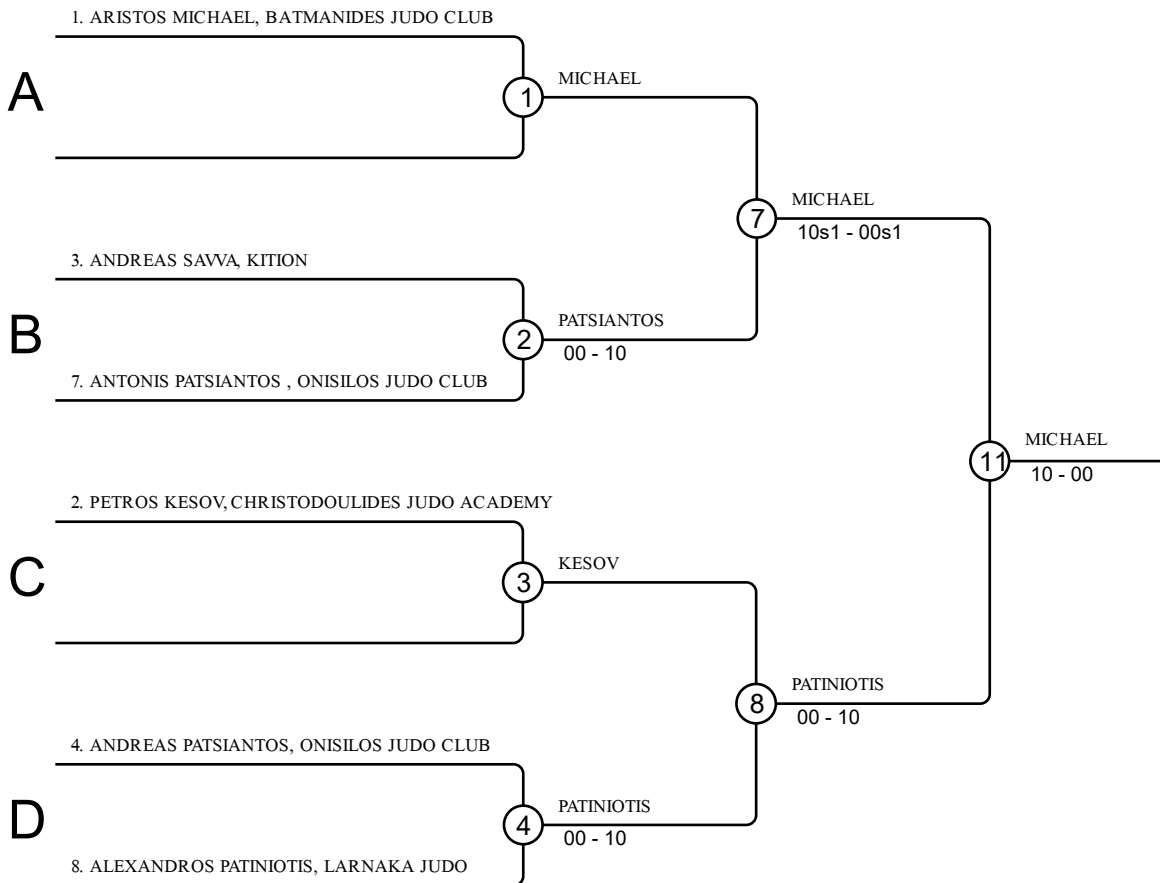 1. ARISTOS MICHAEL, BATMANIDES JUDO CLUB
A
1
MICHAEL
7
MICHAEL
10s1 - 00s1
3. ANDREAS SAVVA, KITION
B
2
PATSIANTOS
00 - 10
7. ANTONIS PATSIANTOS , ONISILOS JUDO CLUB
11
MICHAEL
10 - 00
2. PETROS KESOV, CHRISTODOULIDES JUDO ACADEMY
C
3
KESOV
8
PATINIOTIS
00 - 10
4. ANDREAS PATSIANTOS, ONISILOS JUDO CLUB
D
4
PATINIOTIS
00 - 10
8. ALEXANDROS PATINIOTIS, LARNAKA JUDO